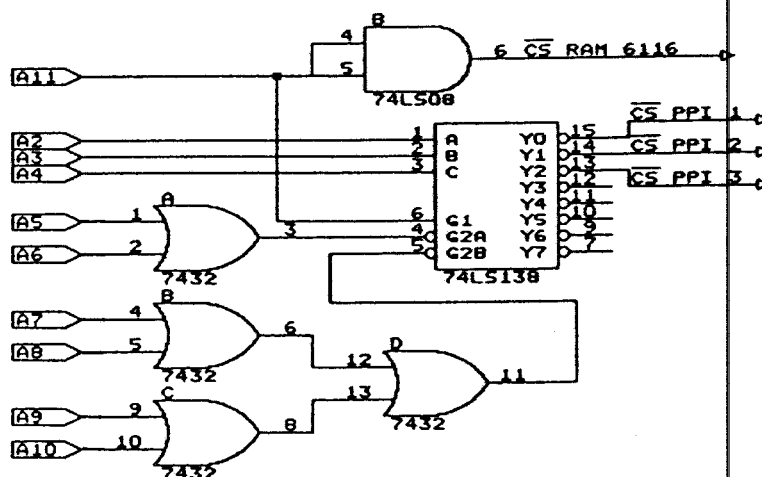 B
4
5
6 CS RAM 6116
A11
74LS08
CS PPI 1
A2
1 A
Y0 15
CS PPI 2
A3
2 B
Y1 14
A4
3 C
Y2 13
CS PPI 3
Y3 12
Y4 11
A
A5
1
6 G1
Y5 10
3
4 G2A
Y6 9
A6
2
5 G2B
Y7 7
7432
74LS138
B
A7
4
6
A8
5
D
12
7432
11
C
13
A9
9
8
7432
A10
10
7432